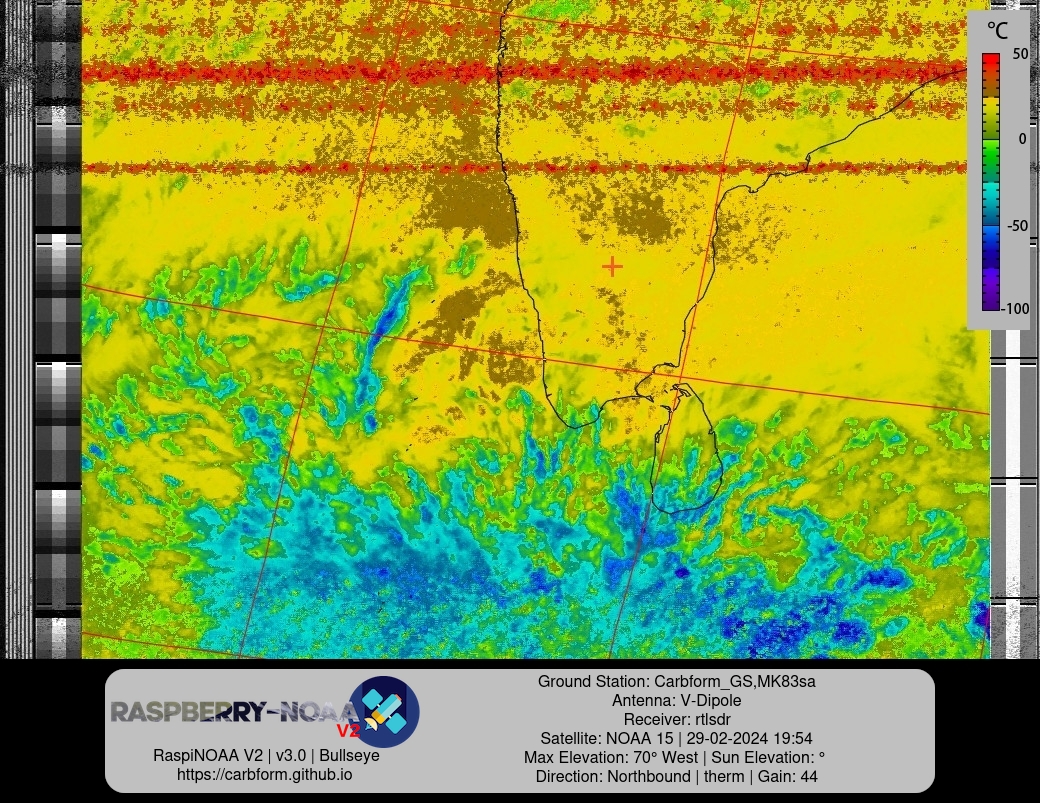 °C
50
0
-50
-100
RASPBERRY-NOAA
V2
RaspiNOAA V2 | v3.0 | Bullseye
https://carbform.github.io
Ground Station: Carbform_GS,MK83sa
Antenna: V-Dipole
Receiver: rtlsdr
Satellite: NOAA 15 | 29-02-2024 19:54
Max Elevation: 70° West | Sun Elevation: °
Direction: Northbound | therm | Gain: 44